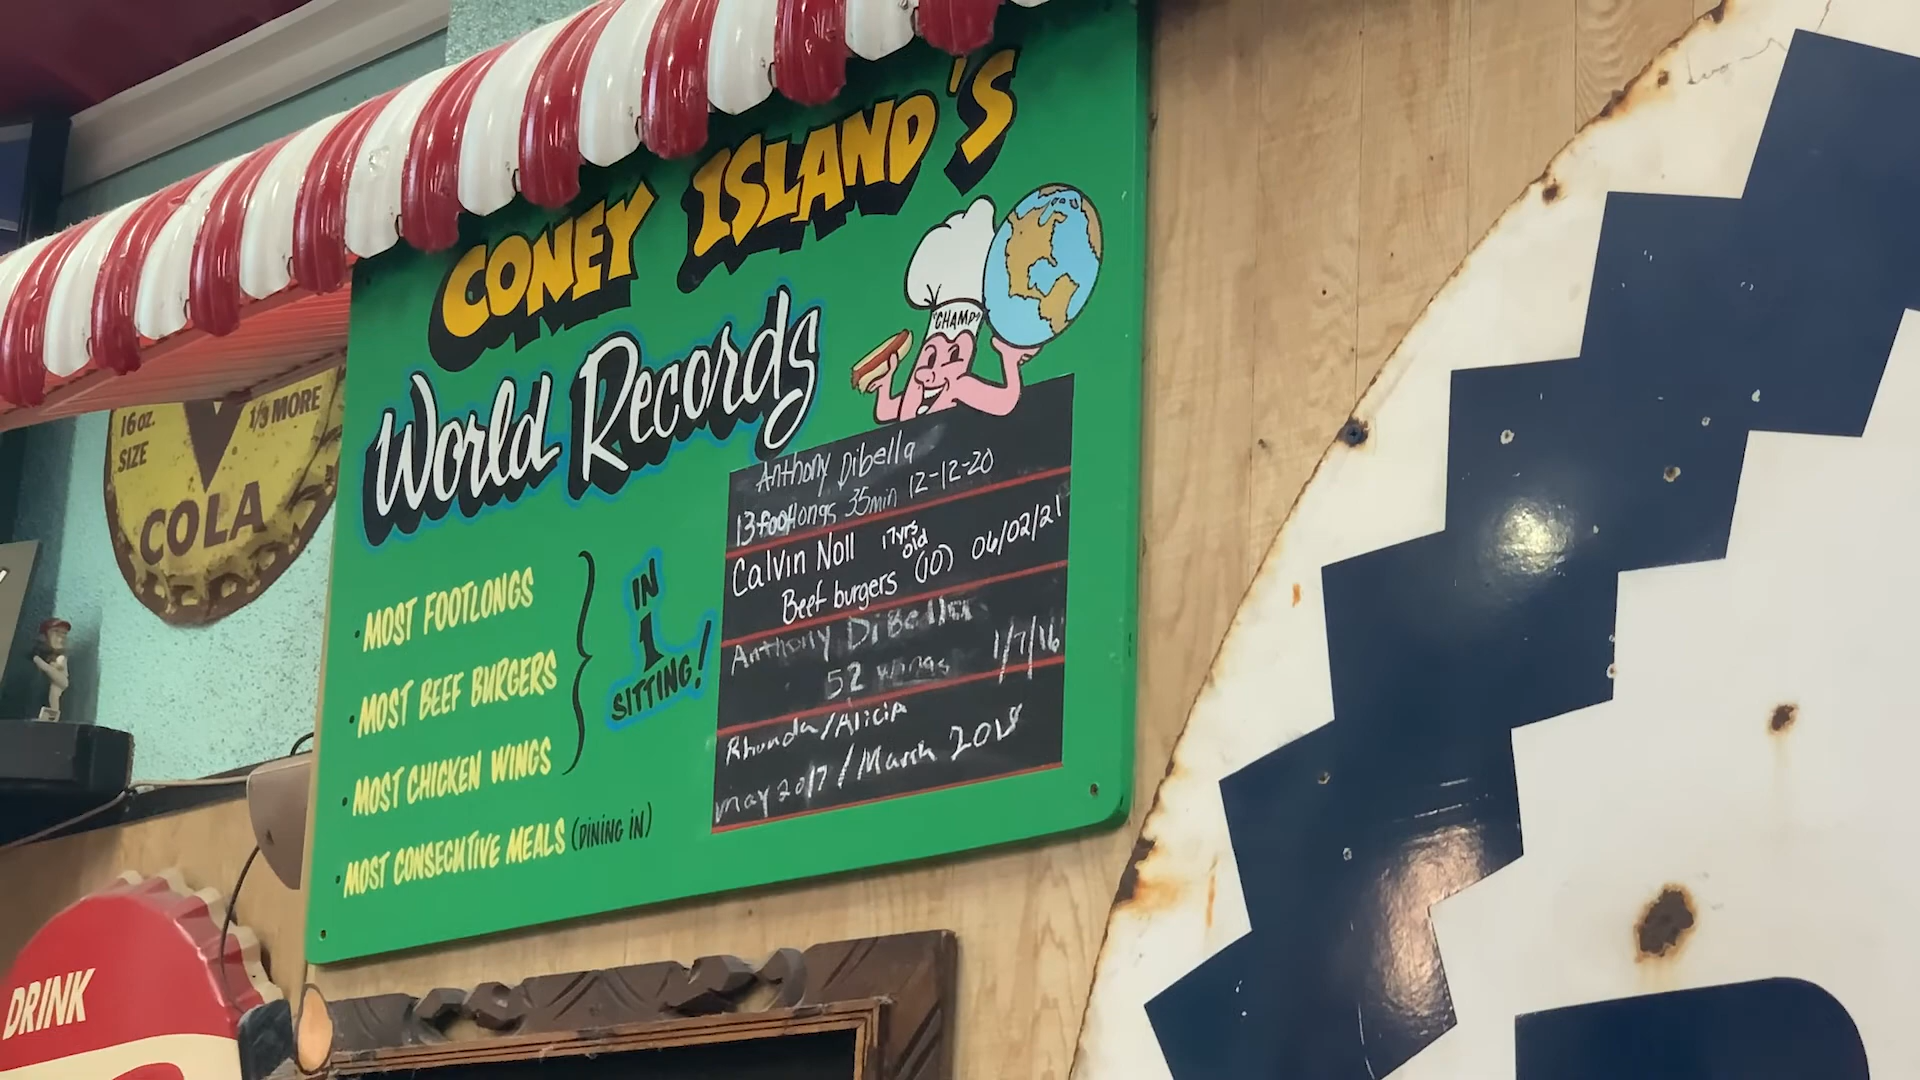 CONEY ISLAND'S
World Records
CHAMP
• MOST FOOTLONGS
• MOST BEEF BURGERS
• MOST CHICKEN WINGS
• MOST CONSECUTIVE MEALS (DINING IN)
IN
1
SITTING!
Anthony Dibella
13 footlongs 35min 12-12-20
Calvin Noll 17yrs old
Beef burgers (10) 06/02/21
Anthony DiBella
52 wings 1/7/16
Rhonda/Alicia
may 2017 / March 2018
16 oz.
SIZE
1/3 MORE
COLA
DRINK